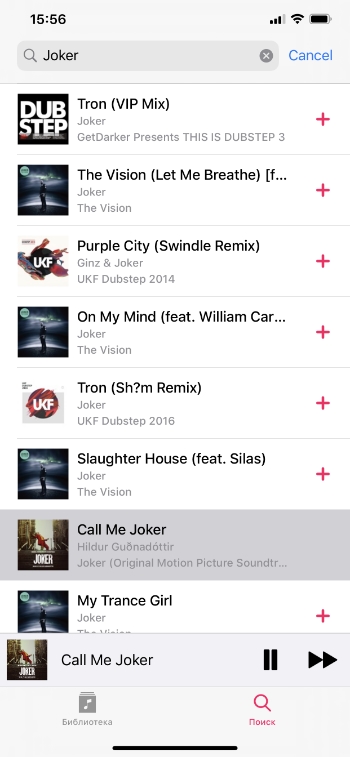 15:56
Joker
Cancel
DUB
STEP
Tron (VIP Mix)
Joker
GetDarker Presents THIS IS DUBSTEP 3
The Vision (Let Me Breathe) [f...
Joker
The Vision
UKF
Purple City (Swindle Remix)
Ginz & Joker
UKF Dubstep 2014
On My Mind (feat. William Car...
Joker
The Vision
UKF
Tron (Sh?m Remix)
Joker
UKF Dubstep 2016
Slaughter House (feat. Silas)
Joker
The Vision
JOKER
Call Me Joker
Hildur Guðnadóttir
Joker (Original Motion Picture Soundtr...
My Trance Girl
Joker
The Vision
JOKER
Call Me Joker
Библиотека
Поиск